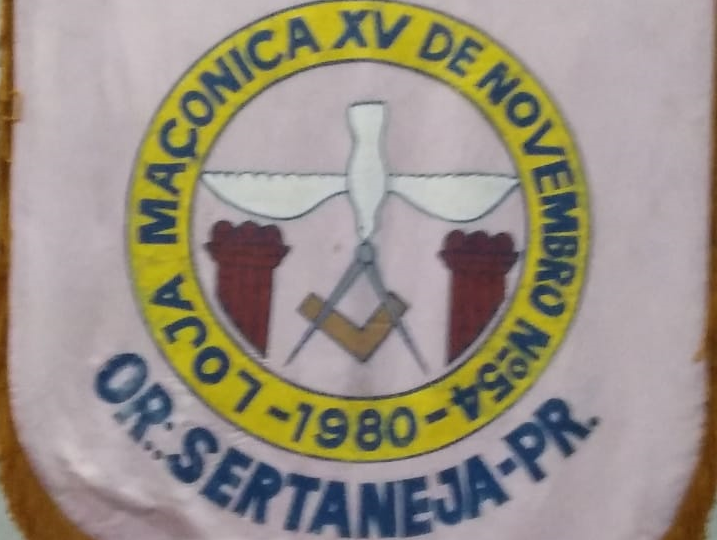 LOJA MAÇONICA XV DE NOVEMBRO Nº54
-1980-
OR∴SERTANEJA-PR.